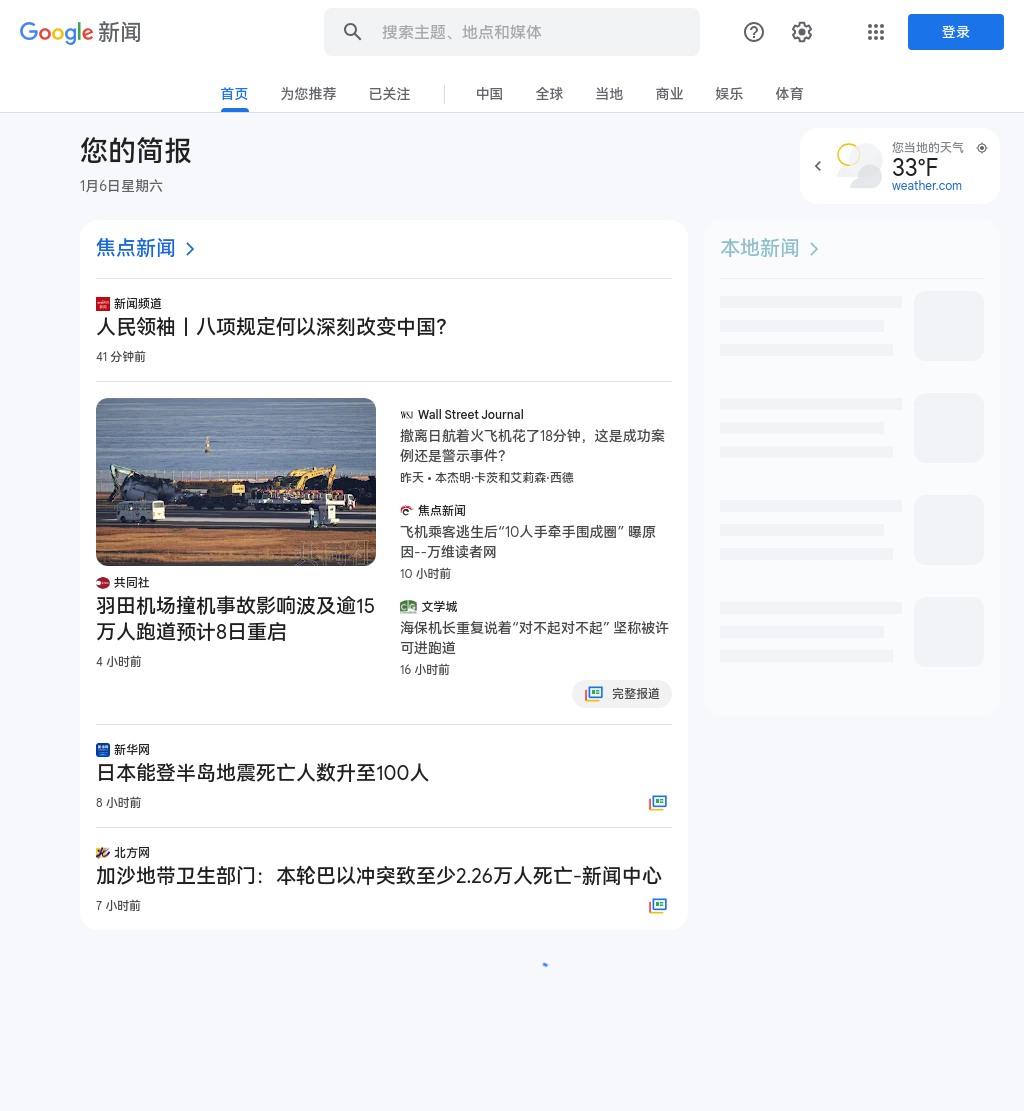 Google 新闻
搜索主题、地点和媒体
登录
首页 为您推荐 已关注 中国 全球 当地 商业 娱乐 体育
您的简报
1月6日星期六
您当地的天气
33°F
weather.com
焦点新闻
新闻频道
人民领袖丨八项规定何以深刻改变中国?
41 分钟前
共同社
共同社
羽田机场撞机事故影响波及逾15
万人跑道预计8日重启
4 小时前
WSJ Wall Street Journal
撤离日航着火飞机花了18分钟，这是成功案
例还是警示事件?
昨天 • 本杰明·卡茨和艾莉森·西德
焦点新闻
飞机乘客逃生后“10人手牵手围成圈” 曝原
因--万维读者网
10 小时前
文学城
海保机长重复说着“对不起对不起” 坚称被许
可进跑道
16 小时前
完整报道
新华网
日本能登半岛地震死亡人数升至100人
8 小时前
北方网
加沙地带卫生部门：本轮巴以冲突致至少2.26万人死亡-新闻中心
7 小时前
本地新闻